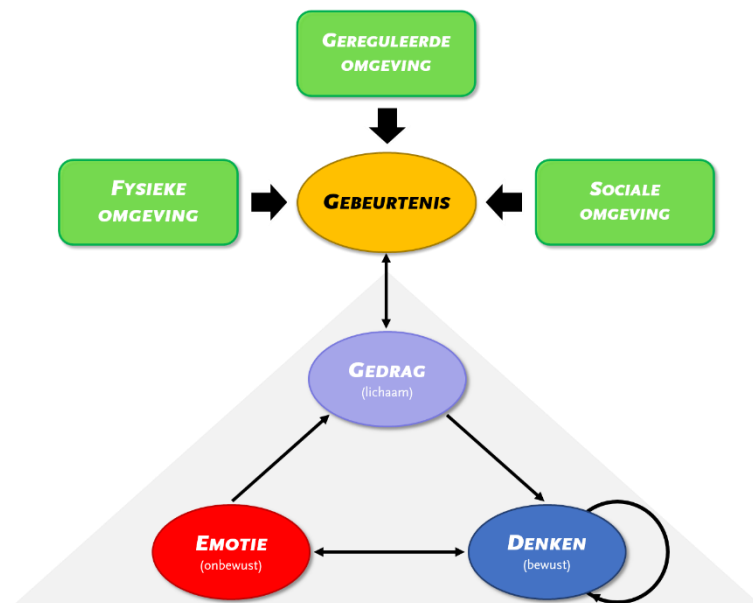 GEREGULEERDE
OMGEVING
FYSIEKE
OMGEVING
GEBEURTENIS
SOCIALE
OMGEVING
GEDRAG
(lichaam)
EMOTIE
(onbewust)
DENKEN
(bewust)